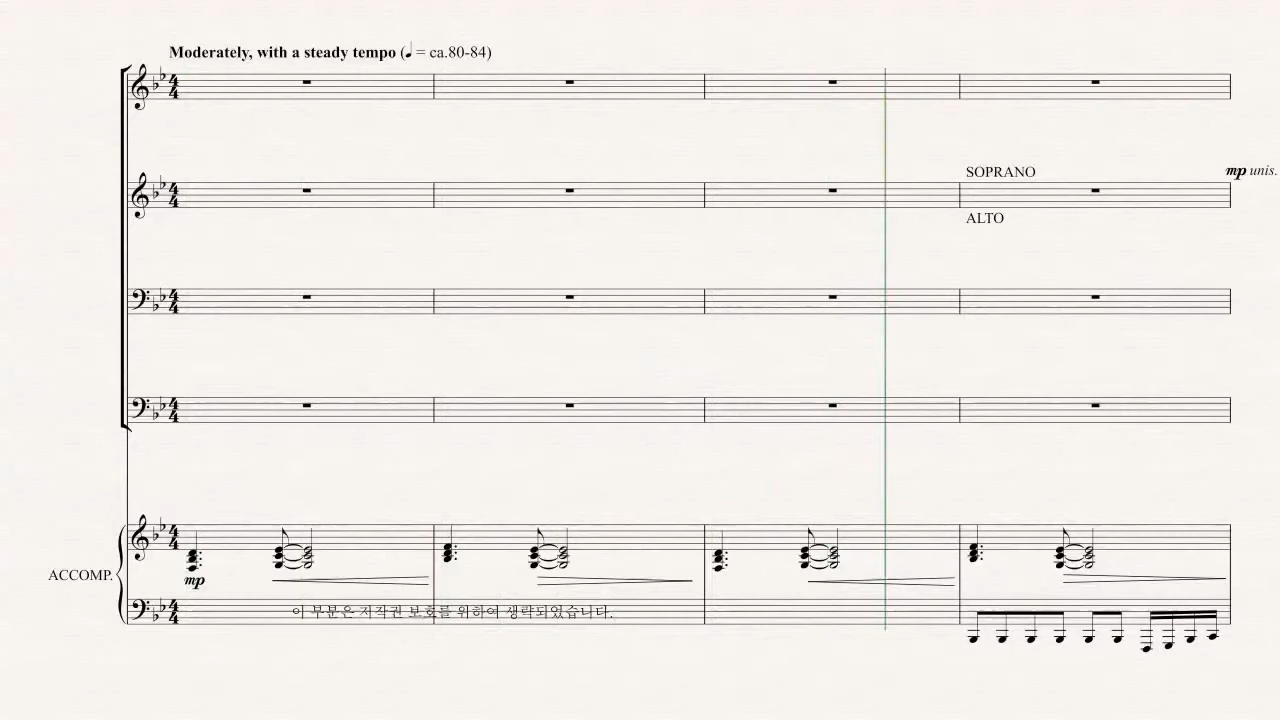 Moderately, with a steady tempo (♩ = ca.80-84)
SOPRANO
mp unis.
ALTO
ACCOMP.
mp
이 부분은 저작권 보호를 위하여 생략되었습니다.